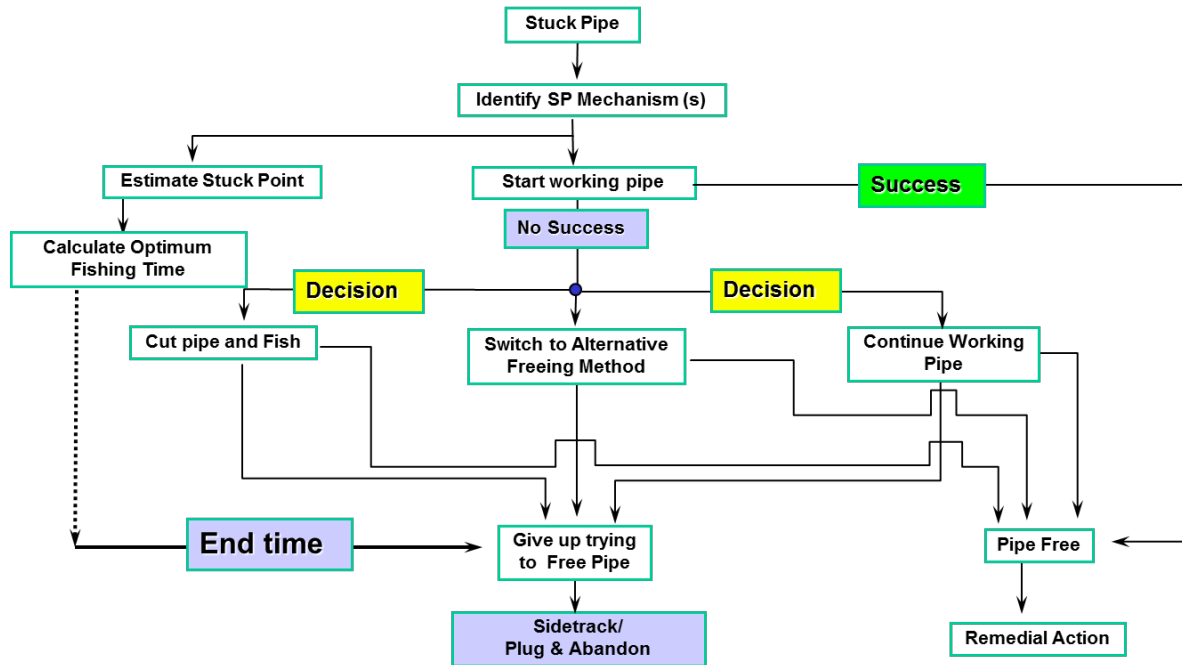 Stuck Pipe
Identify SP Mechanism (s)
Estimate Stuck Point
Start working pipe
Success
No Success
Calculate Optimum
Fishing Time
Decision
Decision
Cut pipe and Fish
Switch to Alternative
Freeing Method
Continue Working
Pipe
End time
Give up trying
to Free Pipe
Pipe Free
Sidetrack/
Plug & Abandon
Remedial Action